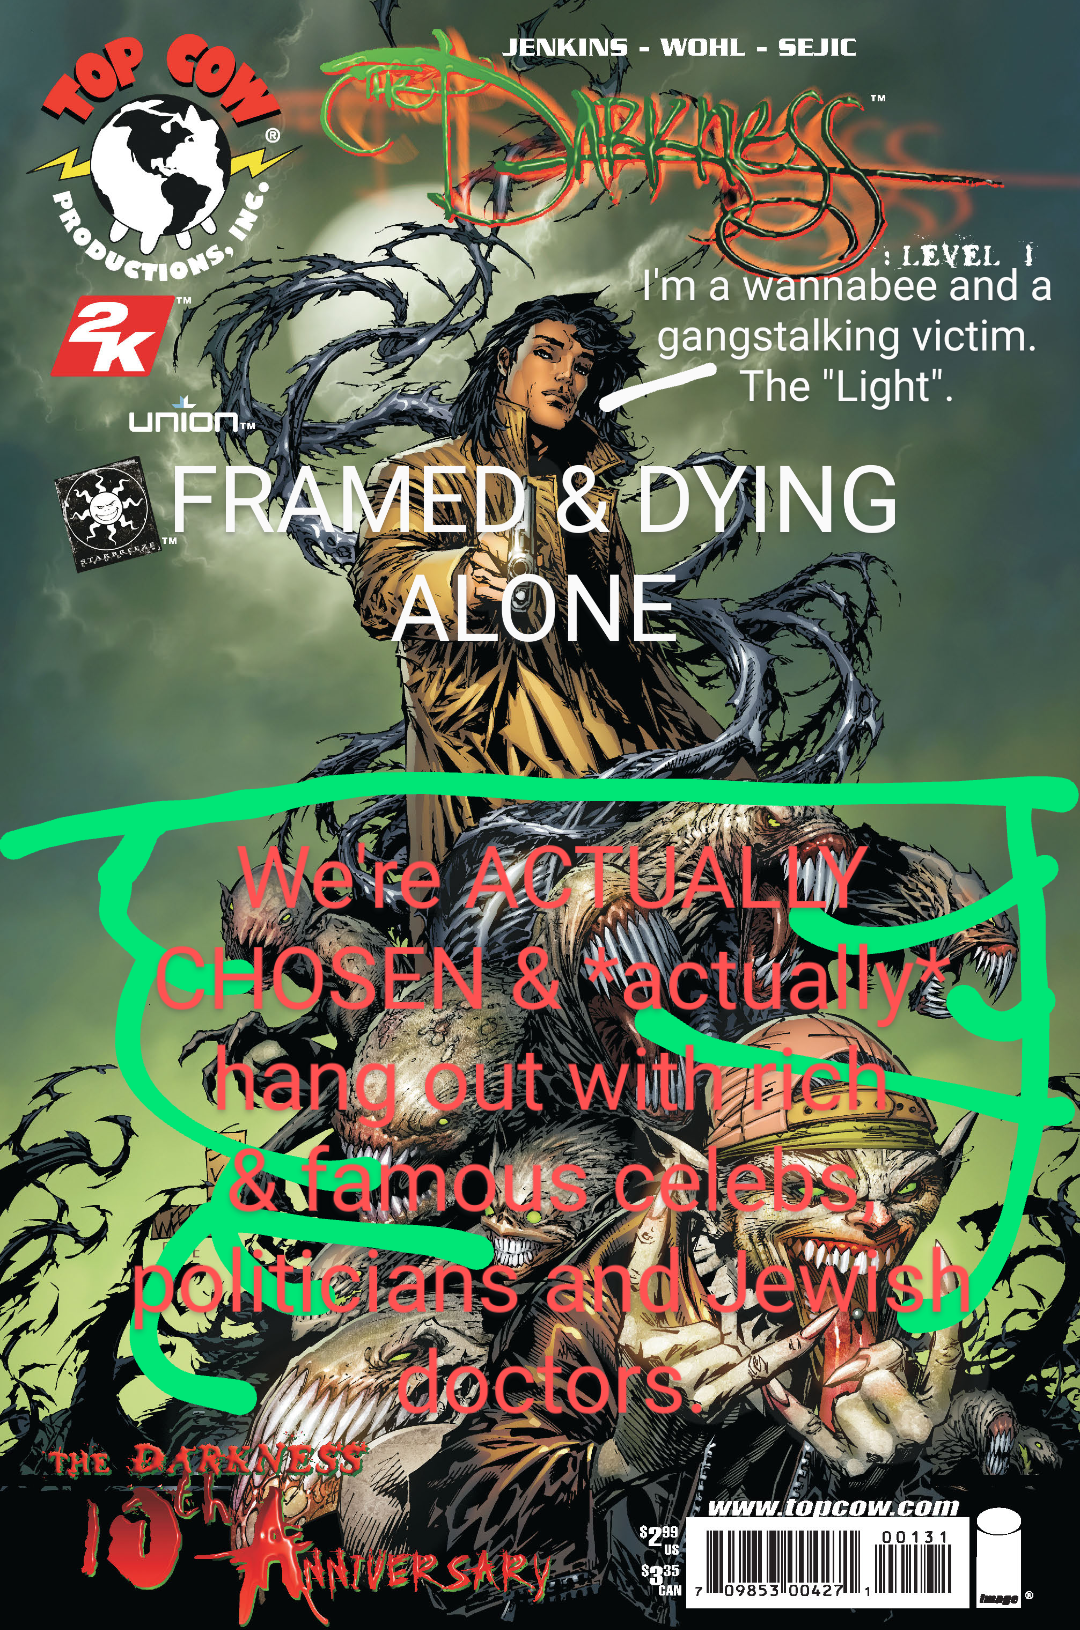 JENKINS - WOHL - SEJIC
TOP COW
PRODUCTIONS, INC.
®
THE DARKNESS™
: LEVEL 1
I'm a wannabee and a
gangstalking victim.
The "Light".
2K™
union™
STARBREEZE™
FRAMED & DYING
ALONE
We're ACTUALLY
CHOSEN & *actually*
hang out with rich
& famous celebs,
politicians and Jewish
doctors.
THE DARKNESS
10th
ANNIVERSARY
www.topcow.com
$2.99
US
$3.35
CAN
00131
7 09853 00427 1
image®